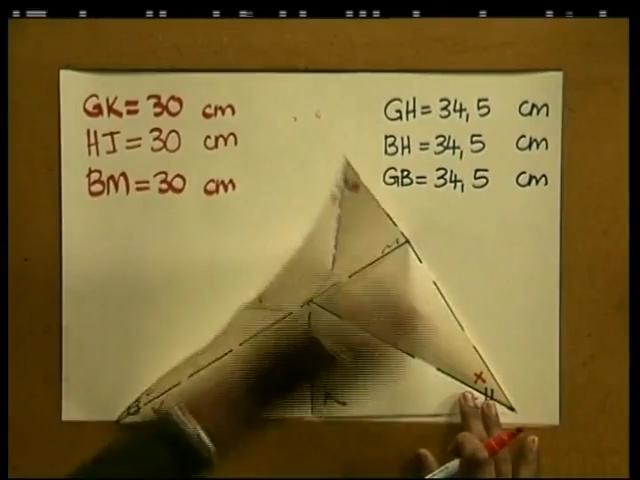 GK = 30 cm
HJ = 30 cm
BM = 30 cm
GH = 34,5 cm
BH = 34,5 cm
GB = 34,5 cm
M
x
H
K